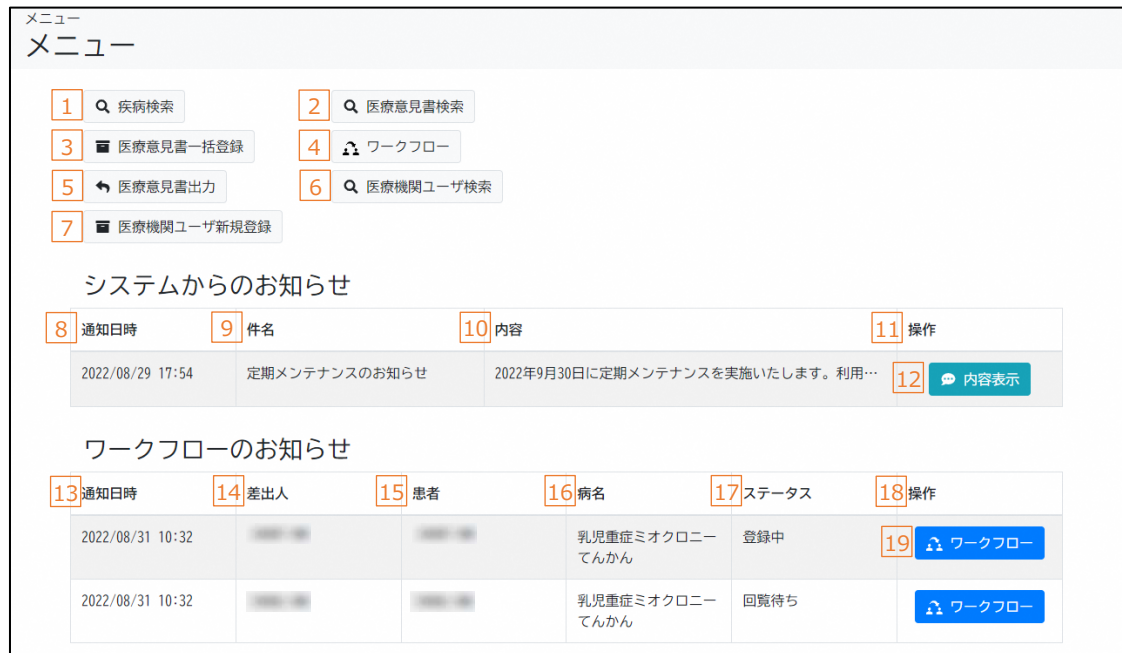 メニュー
メニュー
1 疾病検索 2 医療意見書検索
3 医療意見書一括登録 4 ワークフロー
5 医療意見書出力 6 医療機関ユーザ検索
7 医療機関ユーザ新規登録
システムからのお知らせ
8 通知日時 9 件名 10 内容 11 操作
2022/08/29 17:54 定期メンテナンスのお知らせ 2022年9月30日に定期メンテナンスを実施いたします。利用… 12 内容表示
ワークフローのお知らせ
13 通知日時 14 差出人 15 患者 16 病名 17 ステータス 18 操作
2022/08/31 10:32 乳児重症ミオクロニー 登録中 19 ワークフロー
てんかん
2022/08/31 10:32 乳児重症ミオクロニー 回覧待ち ワークフロー
てんかん